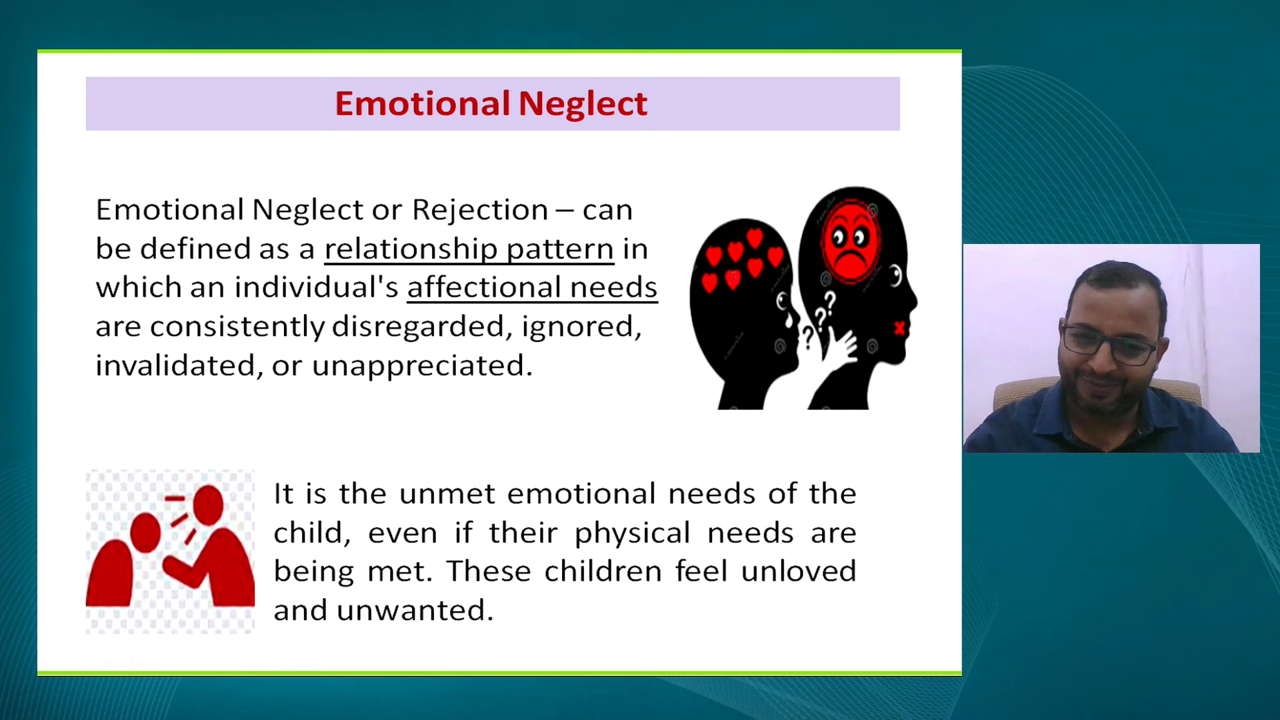 Emotional Neglect
Emotional Neglect or Rejection – can
be defined as a relationship pattern in
which an individual's affectional needs
are consistently disregarded, ignored,
invalidated, or unappreciated.
? ? ?
It is the unmet emotional needs of the
child, even if their physical needs are
being met. These children feel unloved
and unwanted.